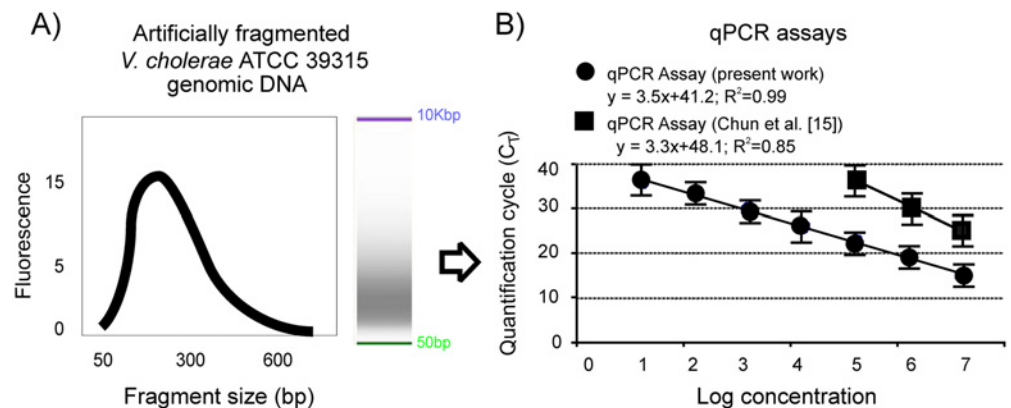 A)
Artificially fragmented
V. cholerae ATCC 39315
genomic DNA
Fluorescence
15
5
0
50
300
600
Fragment size (bp)
10Kbp
50bp
B)
qPCR assays
qPCR Assay (present work)
y = 3.5x+41.2; R²=0.99
qPCR Assay (Chun et al. [15])
y = 3.3x+48.1; R²=0.85
Quantification cycle (CT)
40
30
20
10
0
0 1 2 3 4 5 6 7
Log concentration